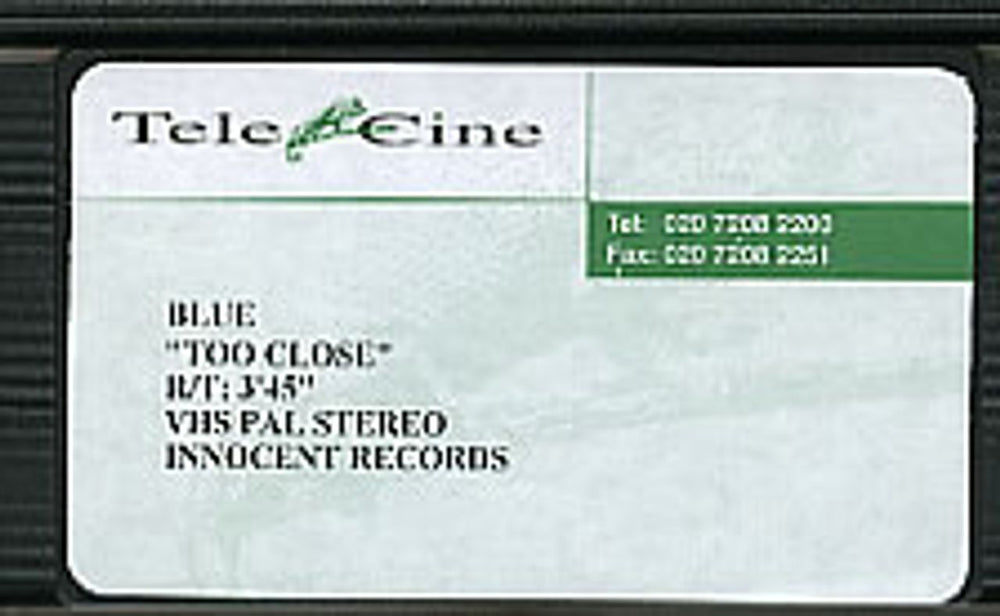 Tele Cine
Tel: 020 7208 2200
Fax: 020 7208 2251
BLUE
"TOO CLOSE"
R/T: 3'45"
VHS PAL STEREO
INNOCENT RECORDS